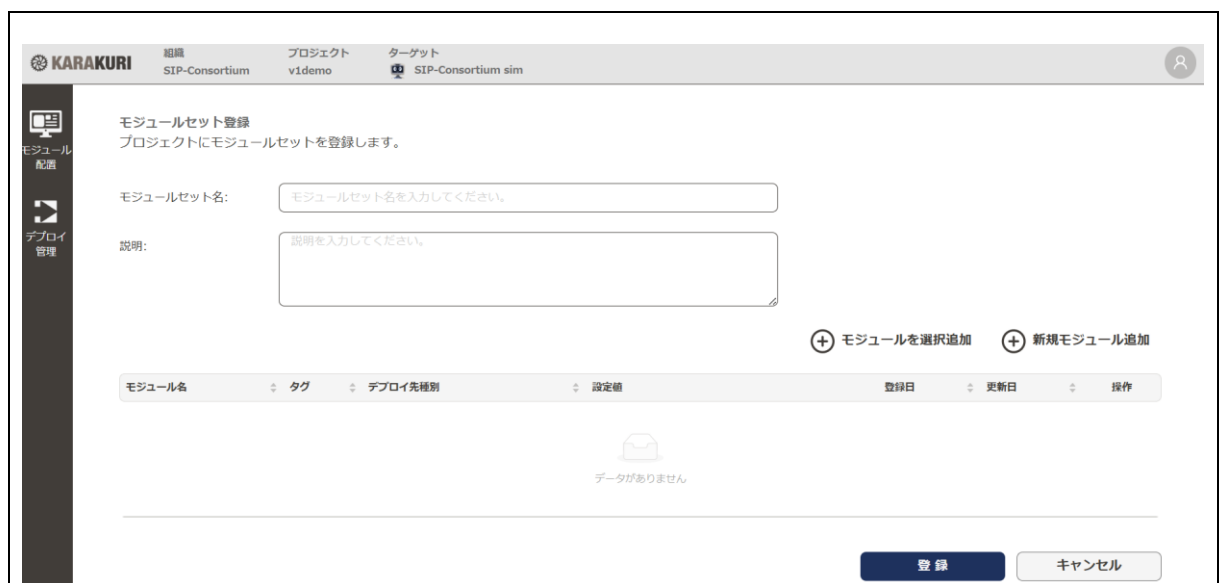 KARAKURI
組織
SIP-Consortium
プロジェクト
v1demo
ターゲット
SIP-Consortium sim
モジュール
配置
デプロイ
管理
モジュールセット登録
プロジェクトにモジュールセットを登録します。
モジュールセット名:
モジュールセット名を入力してください。
説明:
説明を入力してください。
モジュールを選択追加
新規モジュール追加
モジュール名 タグ デプロイ先種別 設定値 登録日 更新日 操作
データがありません
登録
キャンセル